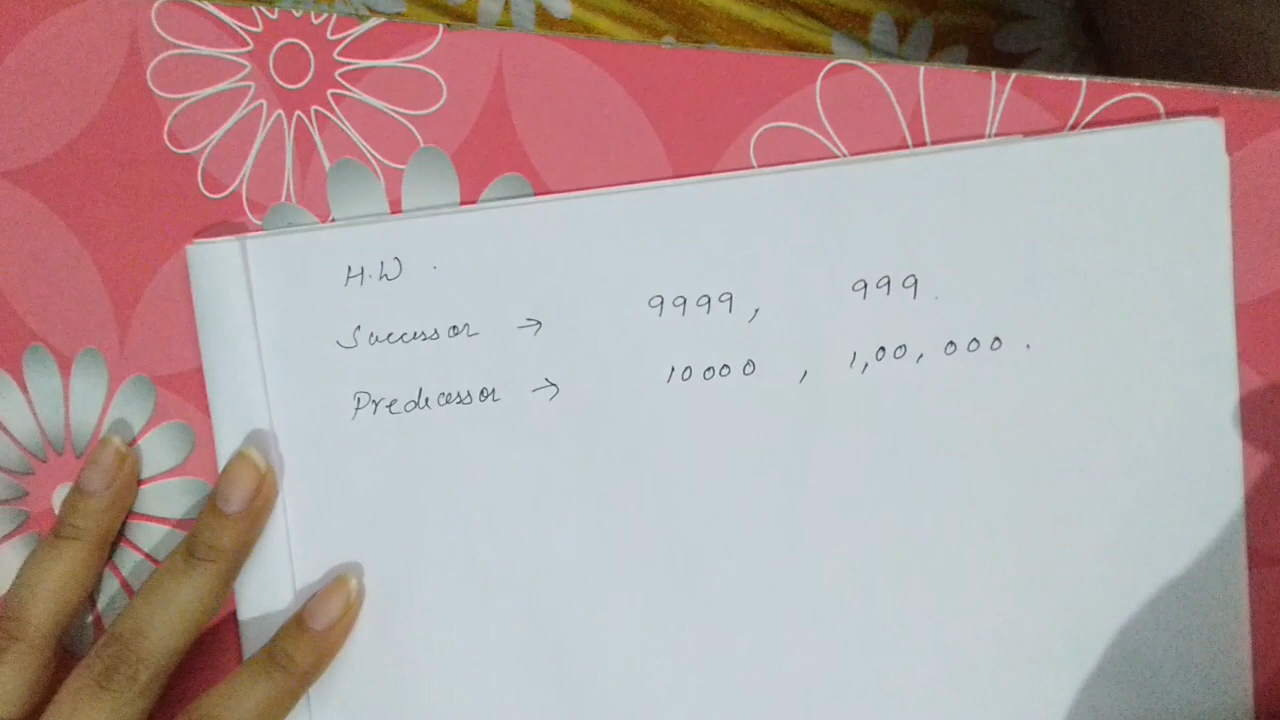 H.W.
Successor → 9999, 999.
Predecessor → 10000, 1,00,000.